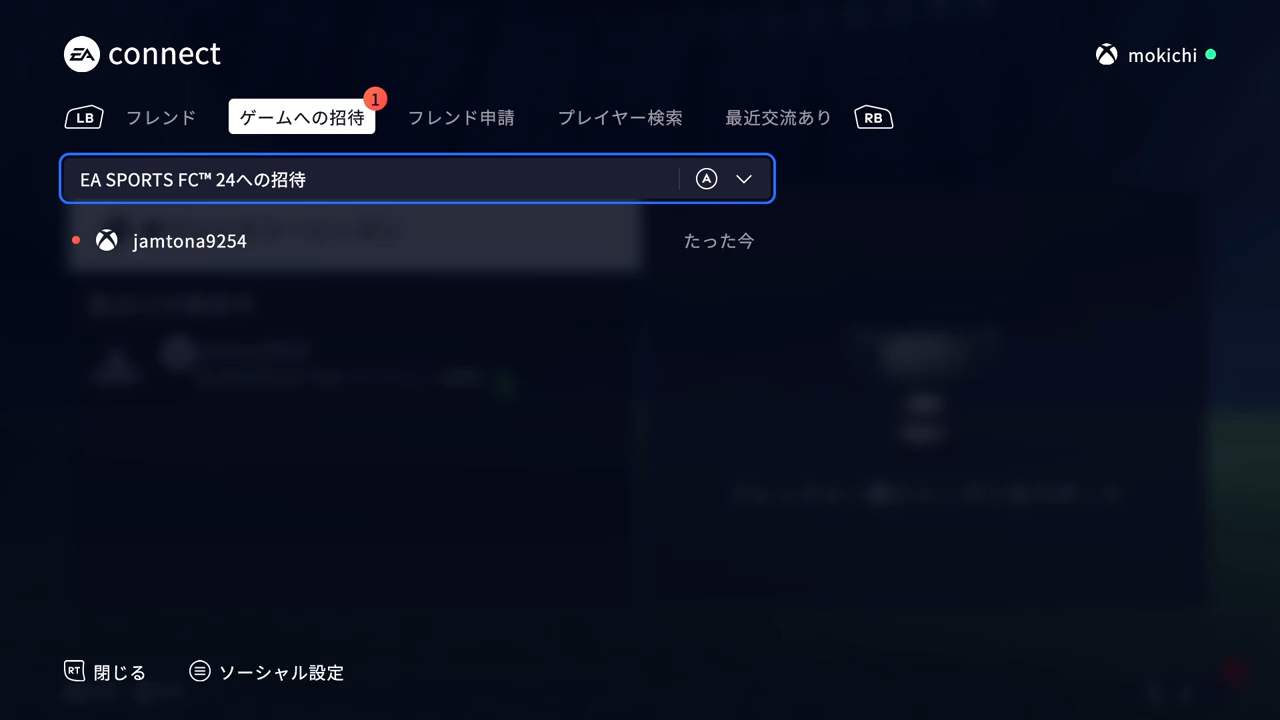 EA connect
mokichi
LB フレンド ゲームへの招待 1 フレンド申請 プレイヤー検索 最近交流あり RB
EA SPORTS FC™ 24への招待 A
jamtona9254 たった今
RT 閉じる ソーシャル設定